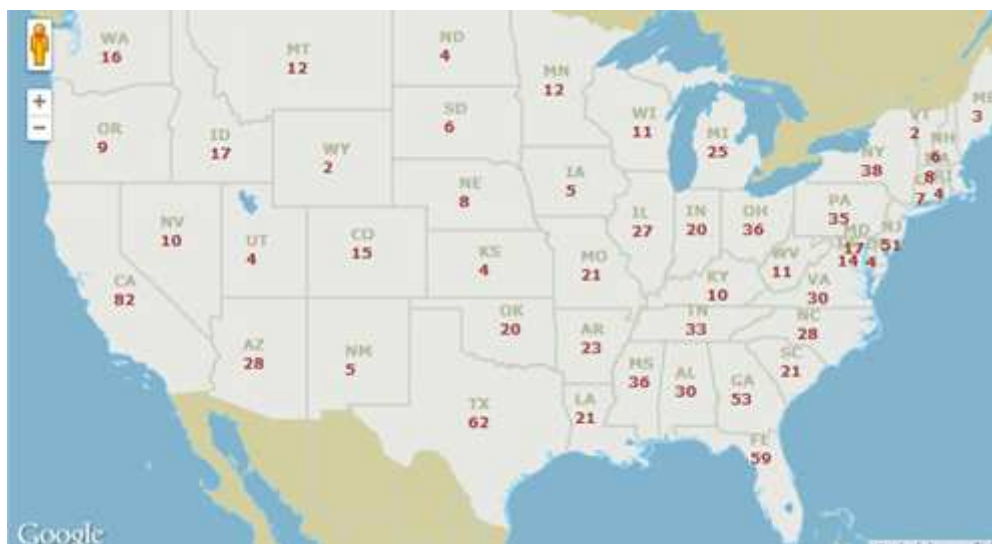 WA
16
MT
12
ND
4
MN
12
ME
3
OR
9
ID
17
WY
2
SD
6
WI
11
MI
25
VT
2
NH
6
NY
38
MA
8
RI
4
7
NE
8
IA
5
PA
35
NV
10
UT
4
CO
15
KS
4
MO
21
IL
27
IN
20
OH
36
MD
17
NJ
51
14
4
WV
11
VA
30
KY
10
CA
82
AZ
28
NM
5
OK
20
AR
23
TN
33
NC
28
SC
21
MS
36
AL
30
GA
53
TX
62
LA
21
FL
59
+
−
Google